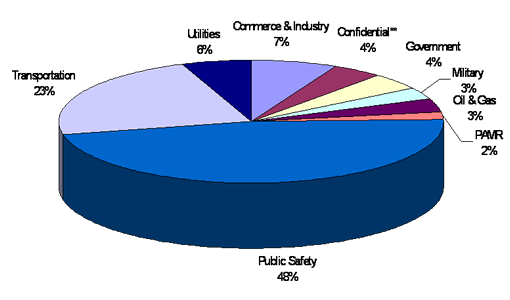 Commerce & Industry
7%
Confidential**
4%
Government
4%
Military
3%
Oil & Gas
3%
PAMR
2%
Public Safety
48%
Transportation
23%
Utilities
6%